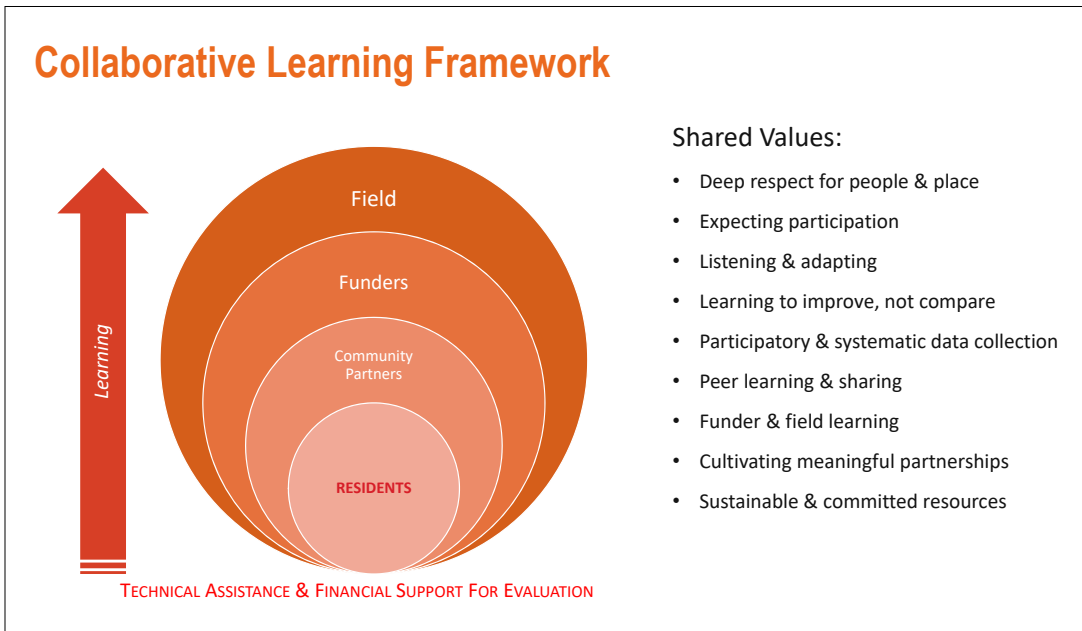 Collaborative Learning Framework
Learning
Field
Funders
Community
Partners
RESIDENTS
TECHNICAL ASSISTANCE & FINANCIAL SUPPORT FOR EVALUATION
Shared Values:
• Deep respect for people & place
• Expecting participation
• Listening & adapting
• Learning to improve, not compare
• Participatory & systematic data collection
• Peer learning & sharing
• Funder & field learning
• Cultivating meaningful partnerships
• Sustainable & committed resources